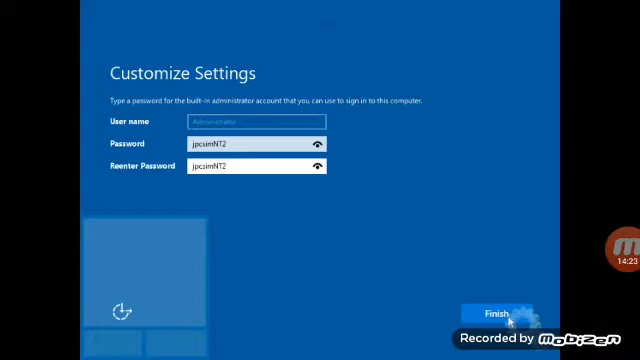 Customize Settings
Type a password for the built-in administrator account that you can use to sign in to this computer.
User name
Administrator
Password
jpcsimNT2
Reenter Password
jpcsimNT2
14:23
Finish
Recorded by MOBIZEN